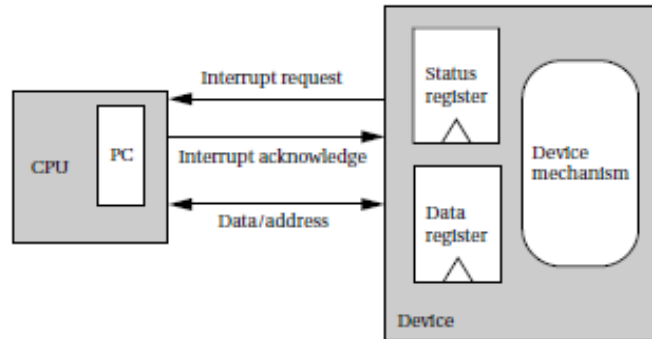 Interrupt request
Status
register
CPU
PC
Interrupt acknowledge
Device
mechanism
Data/address
Data
register
Device